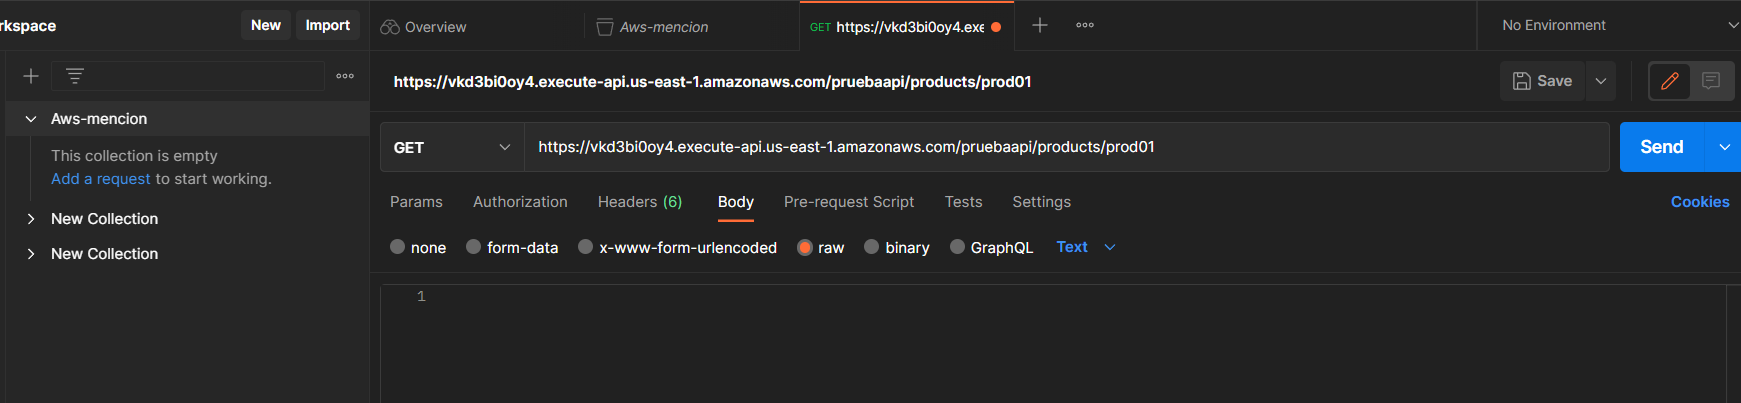 rkspace New Import
Overview Aws-mencion GET https://vkd3bi0oy4.exe No Environment
https://vkd3bi0oy4.execute-api.us-east-1.amazonaws.com/pruebaapi/products/prod01 Save
Aws-mencion
GET https://vkd3bi0oy4.execute-api.us-east-1.amazonaws.com/pruebaapi/products/prod01 Send
This collection is empty
Add a request to start working.
Params Authorization Headers (6) Body Pre-request Script Tests Settings Cookies
New Collection
none form-data x-www-form-urlencoded raw binary GraphQL Text
New Collection
1